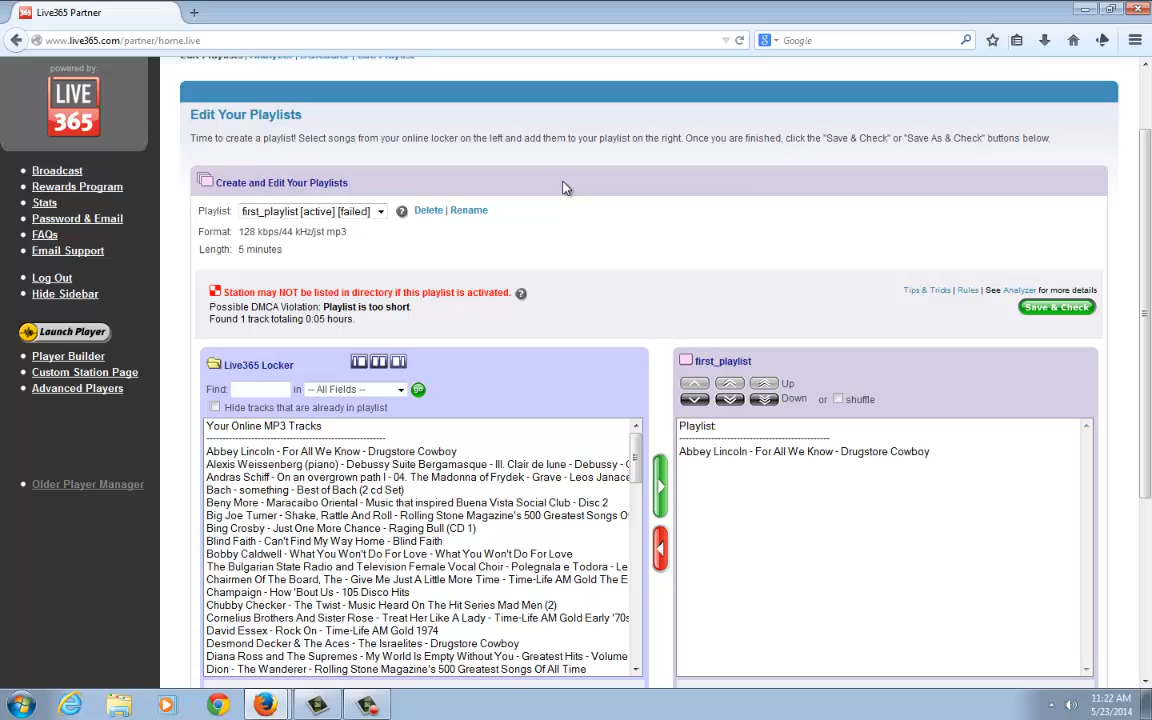 Live365 Partner
www.live365.com/partner/home.live
Google
powered by:
LIVE
365
Broadcast
Rewards Program
Stats
Password & Email
FAQs
Email Support
Log Out
Hide Sidebar
Launch Player
Player Builder
Custom Station Page
Advanced Players
Older Player Manager
Edit Playlists | Analyzer | Scheduler |
Edit Your Playlists
Time to create a playlist! Select songs from your online locker on the left and add them to your playlist on the right. Once you are finished, click the "Save & Check" or "Save As & Check" buttons below.
Create and Edit Your Playlists
Playlist: first_playlist [active] [failed] ? Delete | Rename
Format: 128 kbps/44 kHz/jst mp3
Length: 5 minutes
Station may NOT be listed in directory if this playlist is activated. ?
Possible DMCA Violation: Playlist is too short.
Found 1 track totaling 0:05 hours.
Tips & Tricks | Rules | See Analyzer for more details
Save & Check
Live365 Locker
Find: in -- All Fields -- GO
Hide tracks that are already in playlist
Your Online MP3 Tracks
----------------------------------------------
Abbey Lincoln - For All We Know - Drugstore Cowboy
Alexis Weissenberg (piano) - Debussy Suite Bergamasque - III. Clair de lune - Debussy - C
Andras Schiff - On an overgrown path I - 04. The Madonna of Frydek - Grave - Leos Janace
Bach - something - Best of Bach (2 cd Set)
Beny More - Maracaibo Oriental - Music that inspired Buena Vista Social Club - Disc 2
Big Joe Turner - Shake, Rattle And Roll - Rolling Stone Magazine's 500 Greatest Songs O
Bing Crosby - Just One More Chance - Raging Bull (CD 1)
Blind Faith - Can't Find My Way Home - Blind Faith
Bobby Caldwell - What You Won't Do For Love - What You Won't Do For Love
The Bulgarian State Radio and Television Female Vocal Choir - Polegnala e Todora - Le
Chairmen Of The Board, The - Give Me Just A Little More Time - Time-Life AM Gold The E
Champaign - How 'Bout Us - 105 Disco Hits
Chubby Checker - The Twist - Music Heard On The Hit Series Mad Men (2)
Cornelius Brothers And Sister Rose - Treat Her Like A Lady - Time-Life AM Gold Early '70s
David Essex - Rock On - Time-Life AM Gold 1974
Desmond Decker & The Aces - The Israelites - Drugstore Cowboy
Diana Ross and The Supremes - My World Is Empty Without You - Greatest Hits - Volume
Dion - The Wanderer - Rolling Stone Magazine's 500 Greatest Songs Of All Time
first_playlist
Up
Down or shuffle
Playlist:
--------------------------------------
Abbey Lincoln - For All We Know - Drugstore Cowboy
11:22 AM
5/23/2014